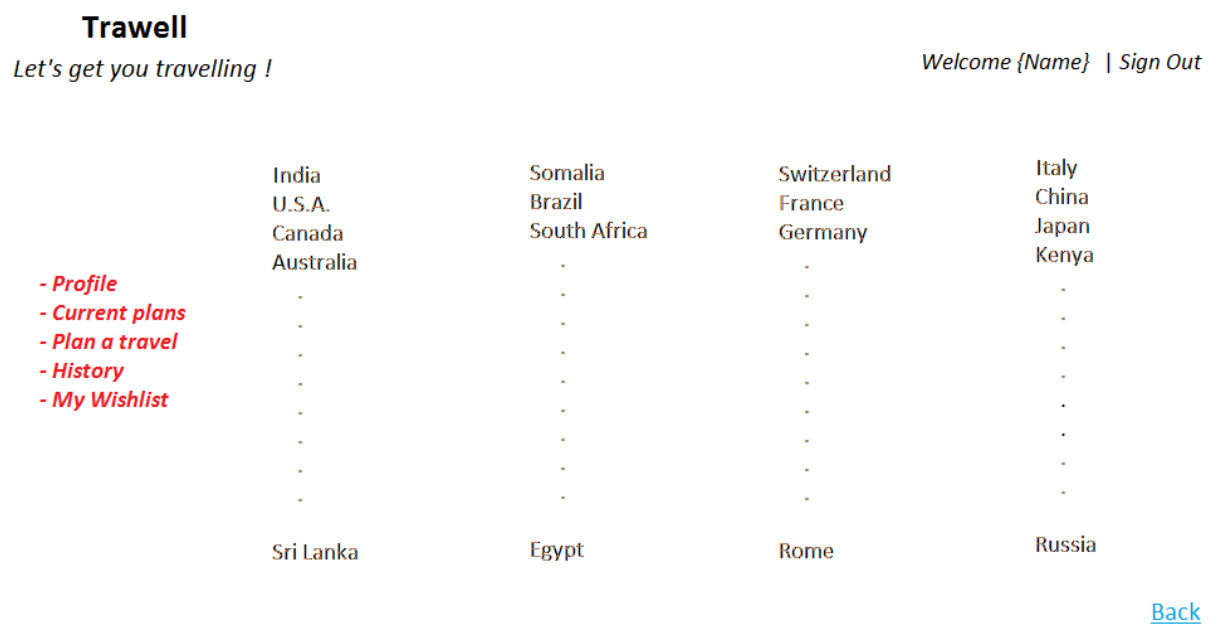 Trawell
Let's get you travelling !
Welcome {Name} | Sign Out
- Profile
- Current plans
- Plan a travel
- History
- My Wishlist
India
U.S.A.
Canada
Australia
.
.
.
.
.
.
.
.
Sri Lanka
Somalia
Brazil
South Africa
.
.
.
.
.
.
.
.
.
Egypt
Switzerland
France
Germany
.
.
.
.
.
.
.
.
.
Rome
Italy
China
Japan
Kenya
.
.
.
.
.
.
.
.
Russia
Back